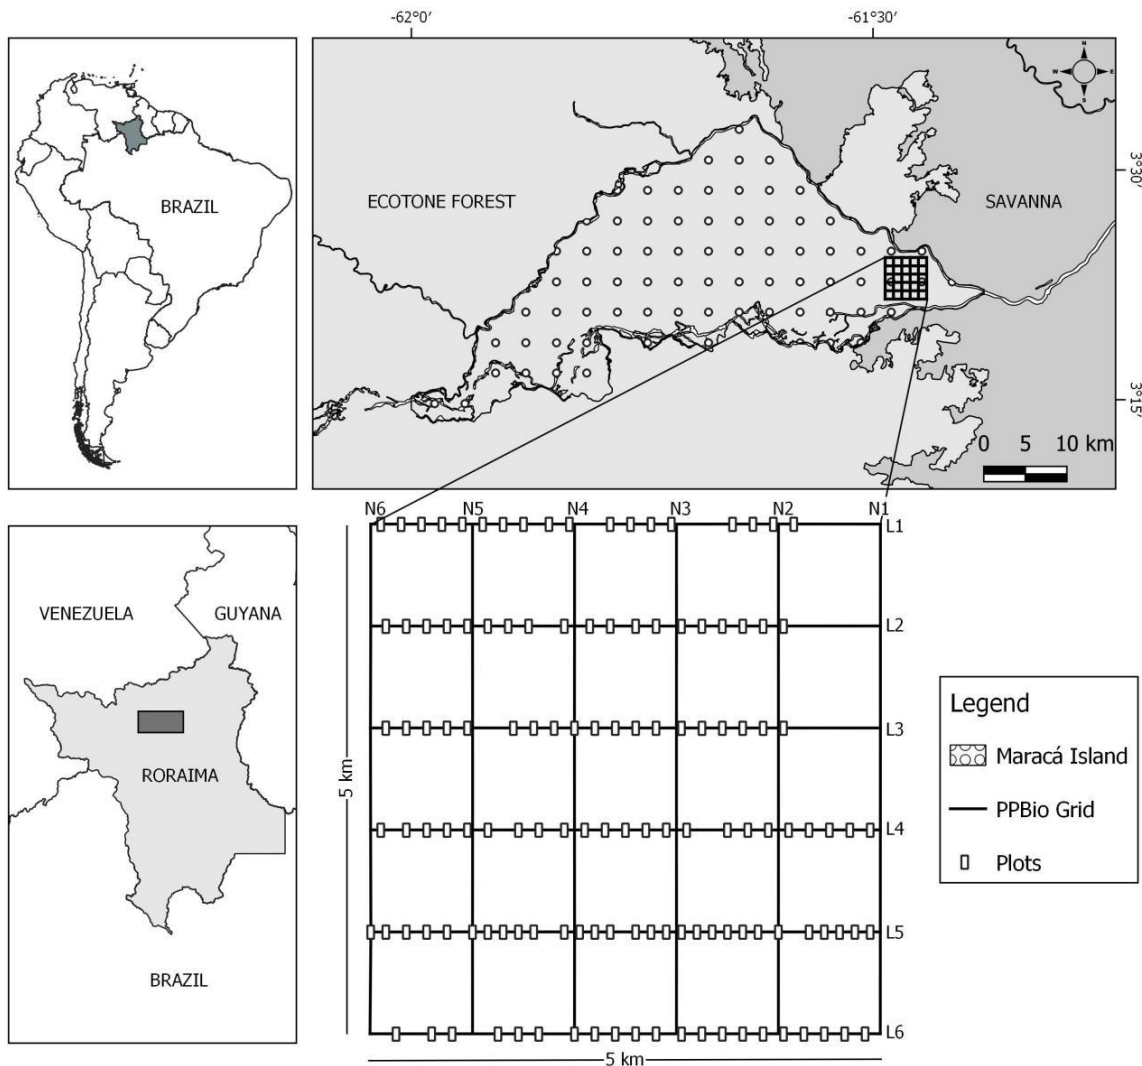 -62°0′
-61°30′
BRAZIL
ECOTONE FOREST
SAVANNA
N
W
E
S
3°30′
3°15′
0 5 10 km
N6 N5 N4 N3 N2 N1
L1
L2
L3
L4
L5
L6
5 km
5 km
VENEZUELA
GUYANA
RORAIMA
BRAZIL
Legend
Maracá Island
PPBio Grid
Plots